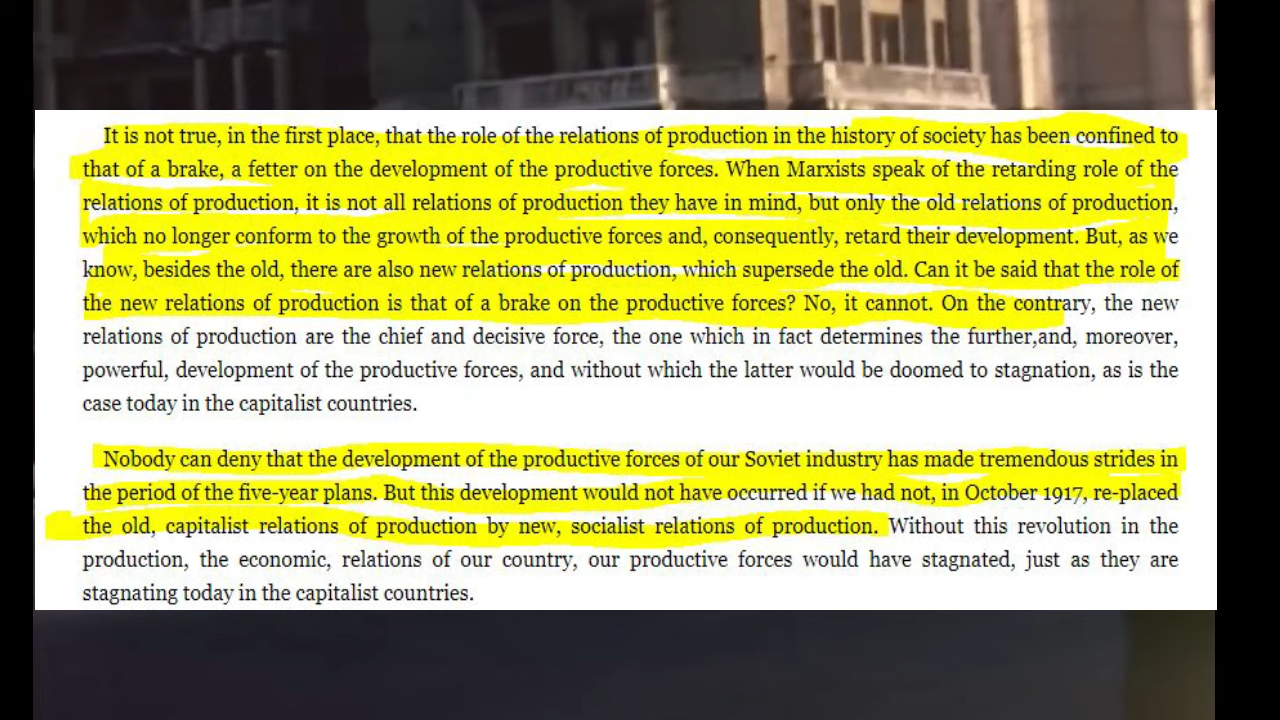 It is not true, in the first place, that the role of the relations of production in the history of society has been confined to
that of a brake, a fetter on the development of the productive forces. When Marxists speak of the retarding role of the
relations of production, it is not all relations of production they have in mind, but only the old relations of production,
which no longer conform to the growth of the productive forces and, consequently, retard their development. But, as we
know, besides the old, there are also new relations of production, which supersede the old. Can it be said that the role of
the new relations of production is that of a brake on the productive forces? No, it cannot. On the contrary, the new
relations of production are the chief and decisive force, the one which in fact determines the further,and, moreover,
powerful, development of the productive forces, and without which the latter would be doomed to stagnation, as is the
case today in the capitalist countries.
Nobody can deny that the development of the productive forces of our Soviet industry has made tremendous strides in
the period of the five-year plans. But this development would not have occurred if we had not, in October 1917, re-placed
the old, capitalist relations of production by new, socialist relations of production. Without this revolution in the
production, the economic, relations of our country, our productive forces would have stagnated, just as they are
stagnating today in the capitalist countries.